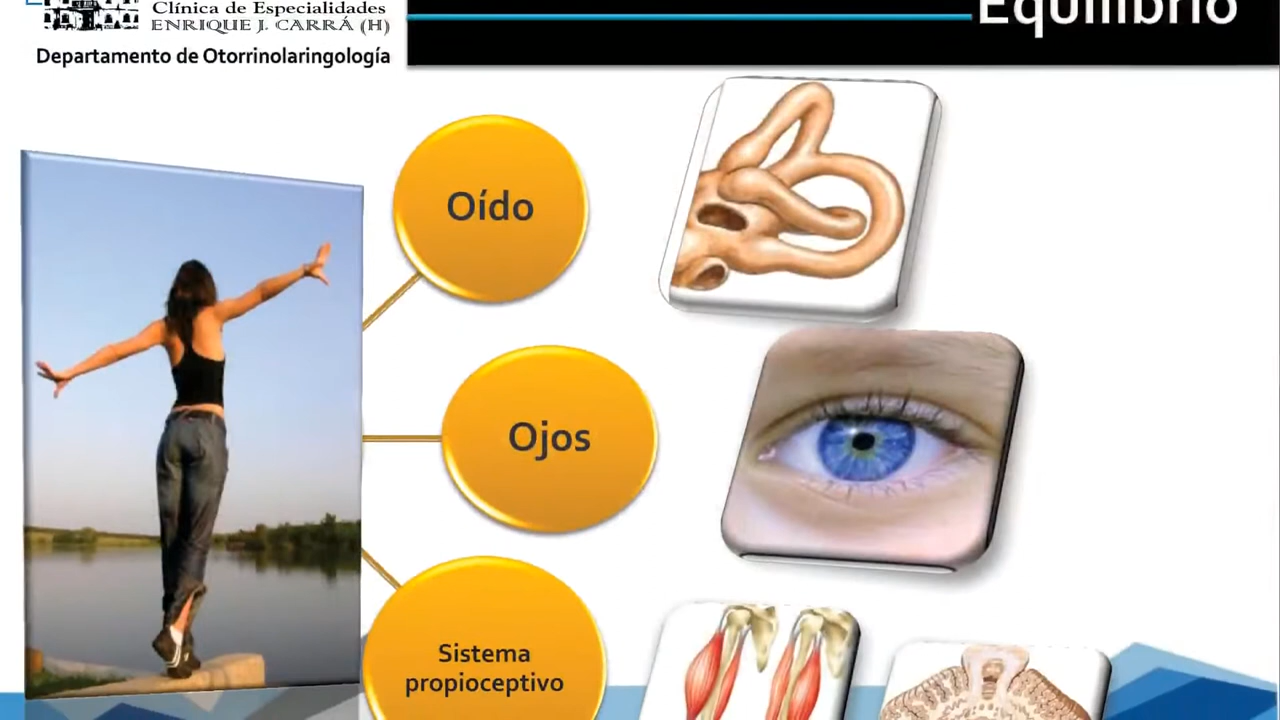 Clínica de Especialidades
ENRIQUE J. CARRÁ (H)
Departamento de Otorrinolaringología
Equilibrio
Oído
Ojos
Sistema
propioceptivo